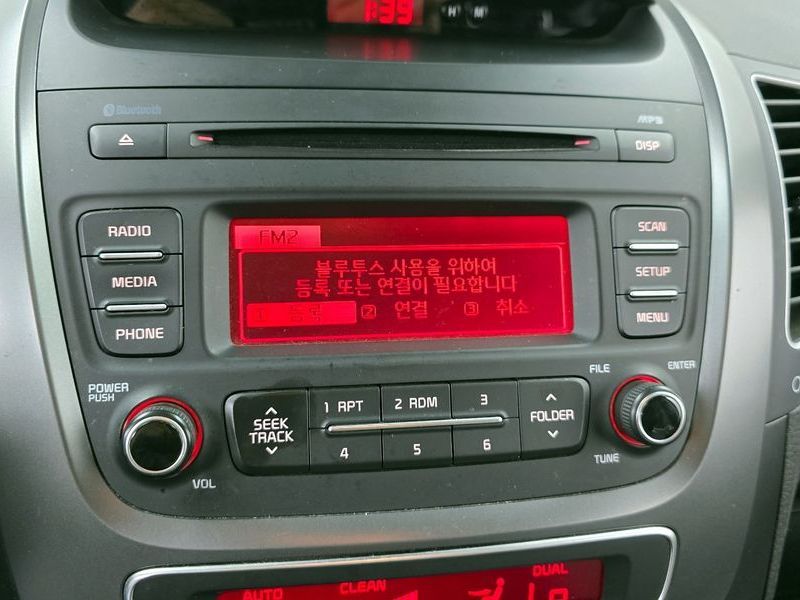 1:39
H M
Bluetooth
MP3
DISP
RADIO
MEDIA
PHONE
FM2
블루투스 사용을 위하여
등록 또는 연결이 필요합니다
1 등록 2 연결 3 취소
SCAN
SETUP
MENU
POWER
PUSH
VOL
SEEK
TRACK
1 RPT 2 RDM 3
4 5 6
FOLDER
FILE
ENTER
TUNE
AUTO CLEAN DUAL